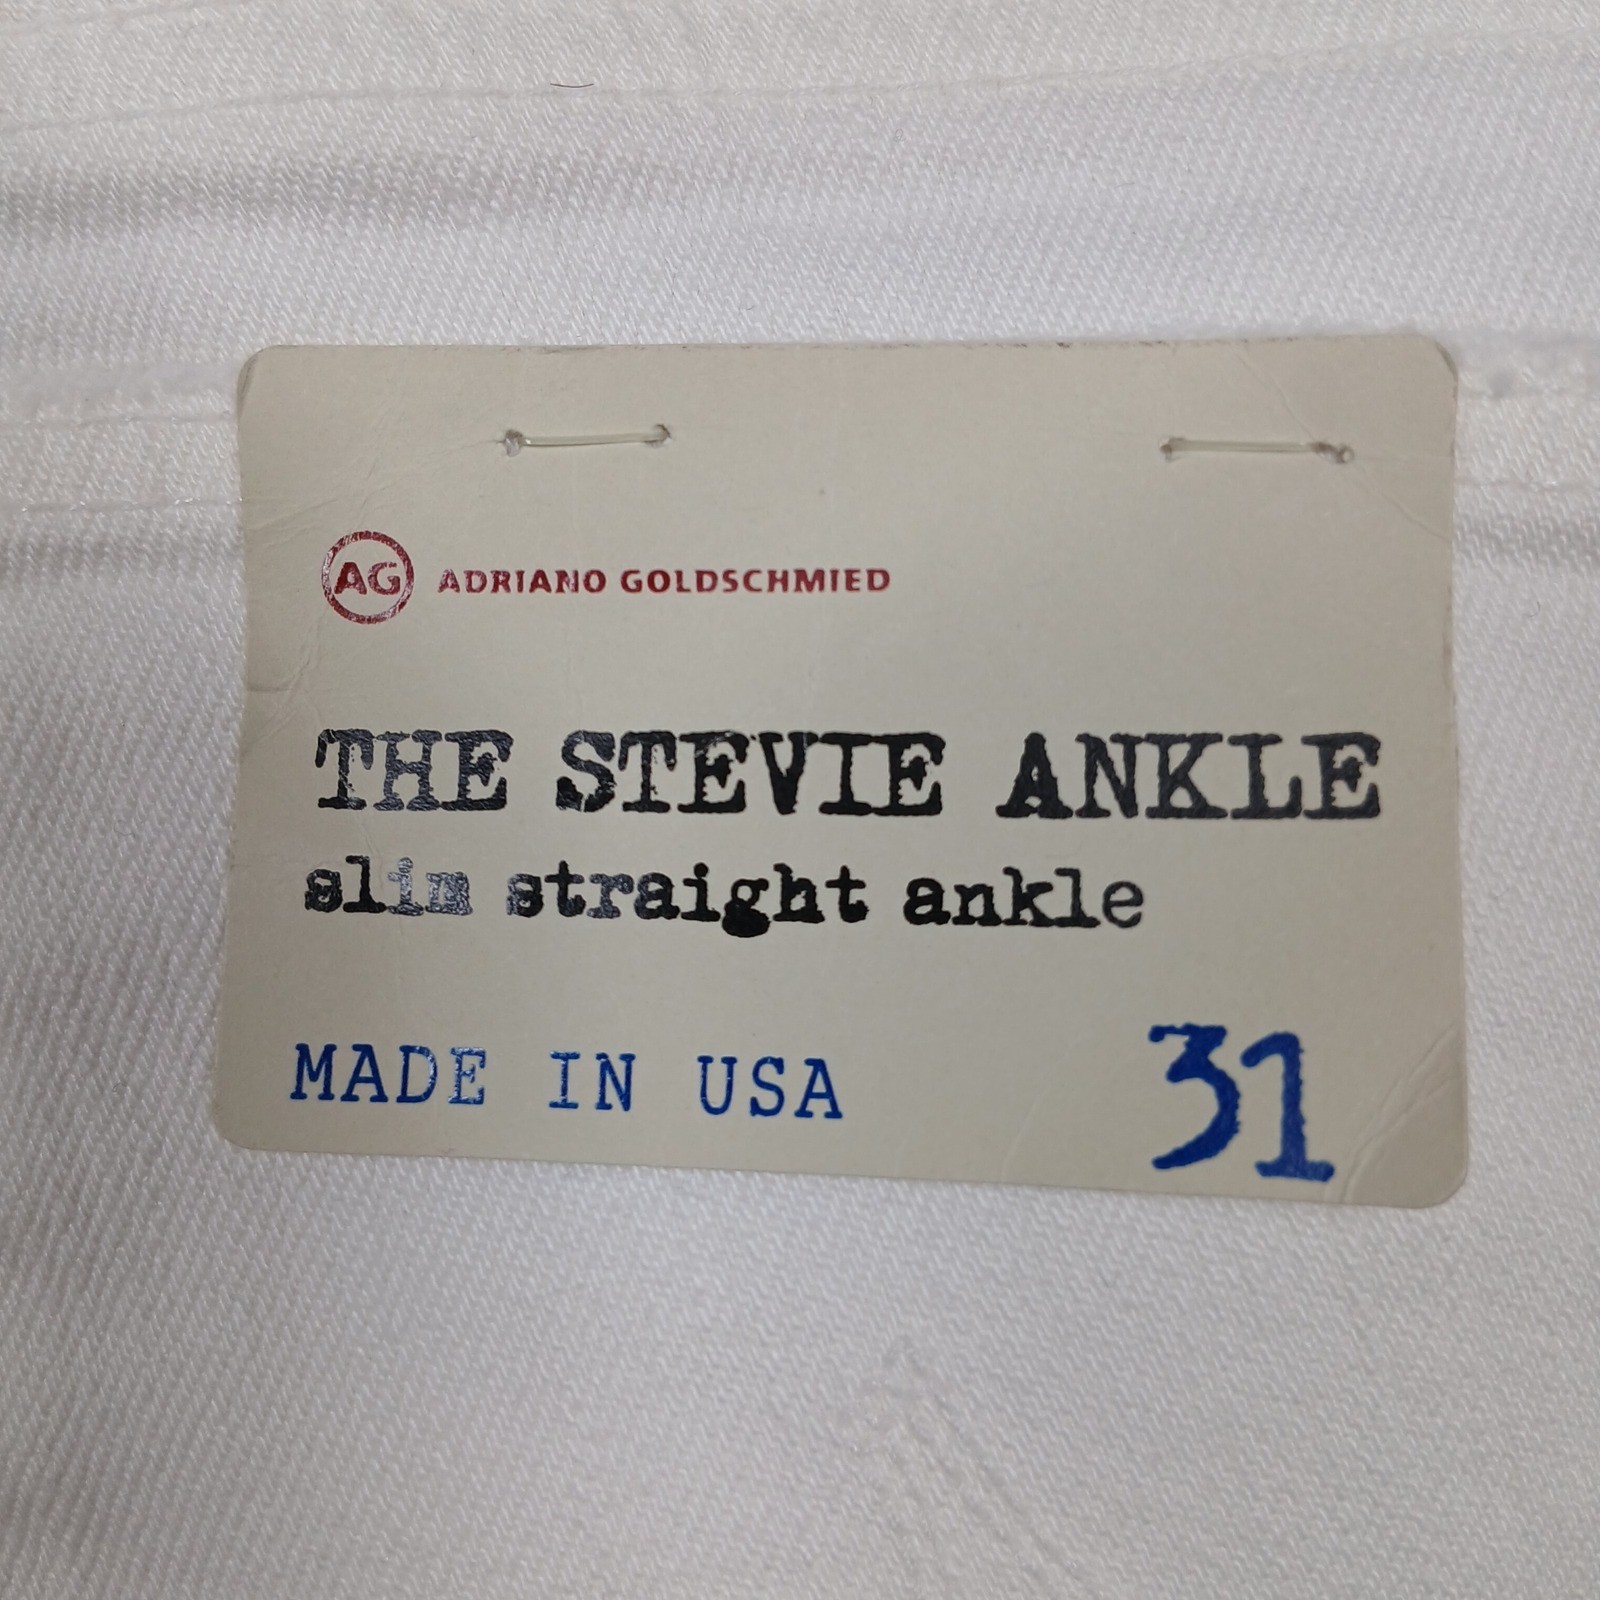 AG ADRIANO GOLDSCHMIED
THE STEVIE ANKLE
slim straight ankle
MADE IN USA 31